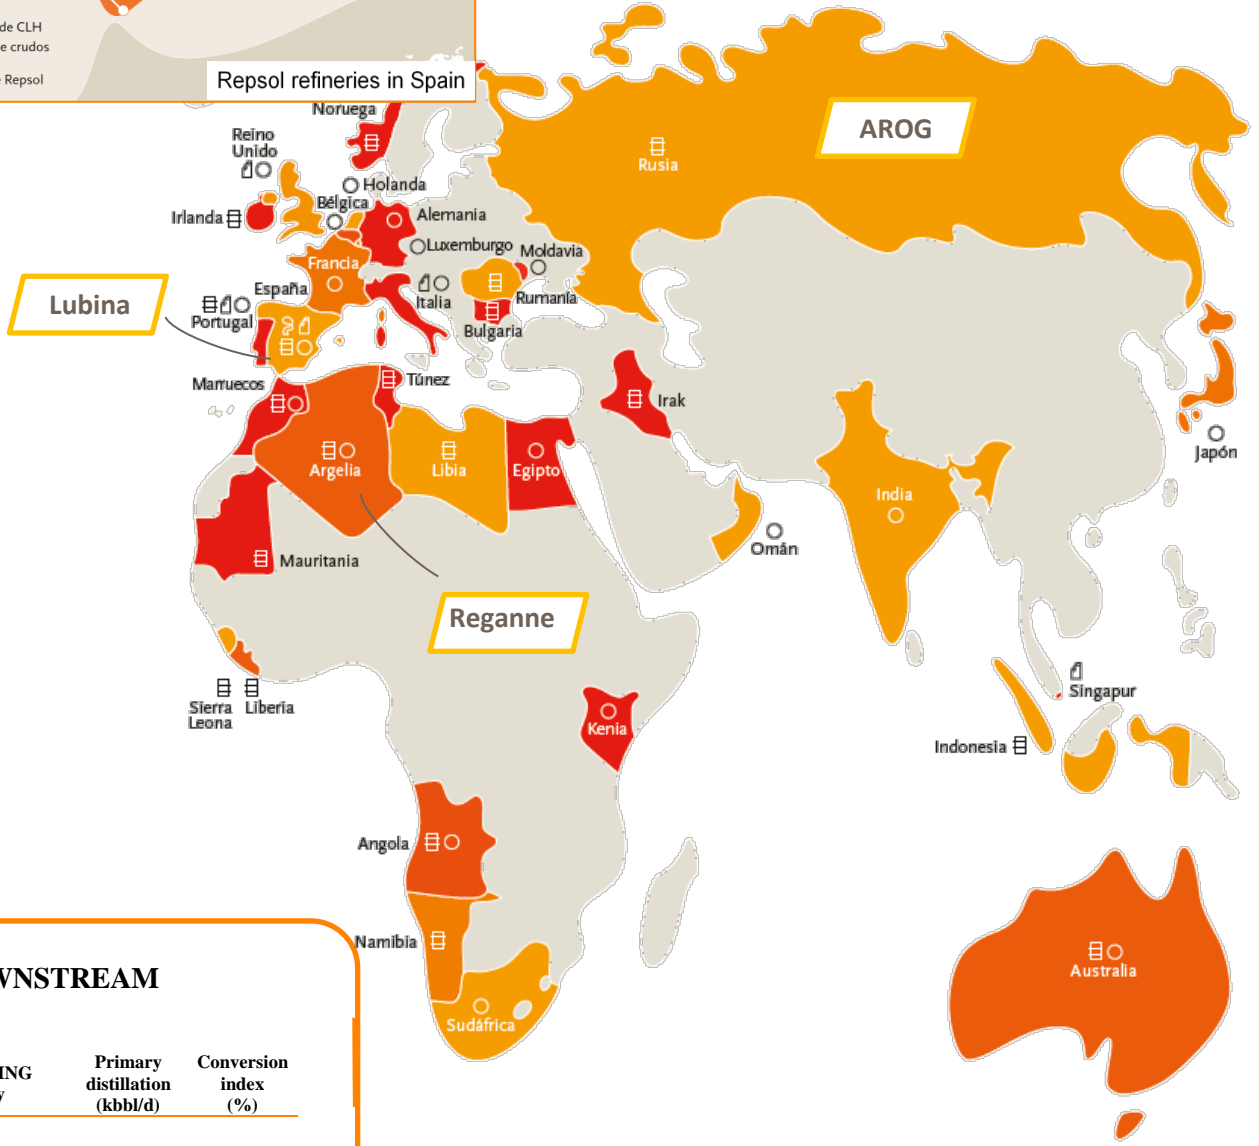 de CLH
e crudos
Repsol
Repsol refineries in Spain
Noruega
Reino
Unido
Holanda
Bélgica
Irlanda
Alemania
Luxemburgo
Moldavia
Francia
España
Italia
Rumanía
Portugal
Bulgaria
Rusia
AROG
Lubina
Marruecos
Túnez
Irak
Japón
Argelia
Libia
Egipto
India
Omán
Mauritania
Reganne
Sierra
Leona
Liberia
Kenia
Singapur
Indonesia
Angola
Namibia
Sudáfrica
Australia
WNSTREAM
ING
y
Primary
distillation
(kbbl/d)
Conversion
index
(%)